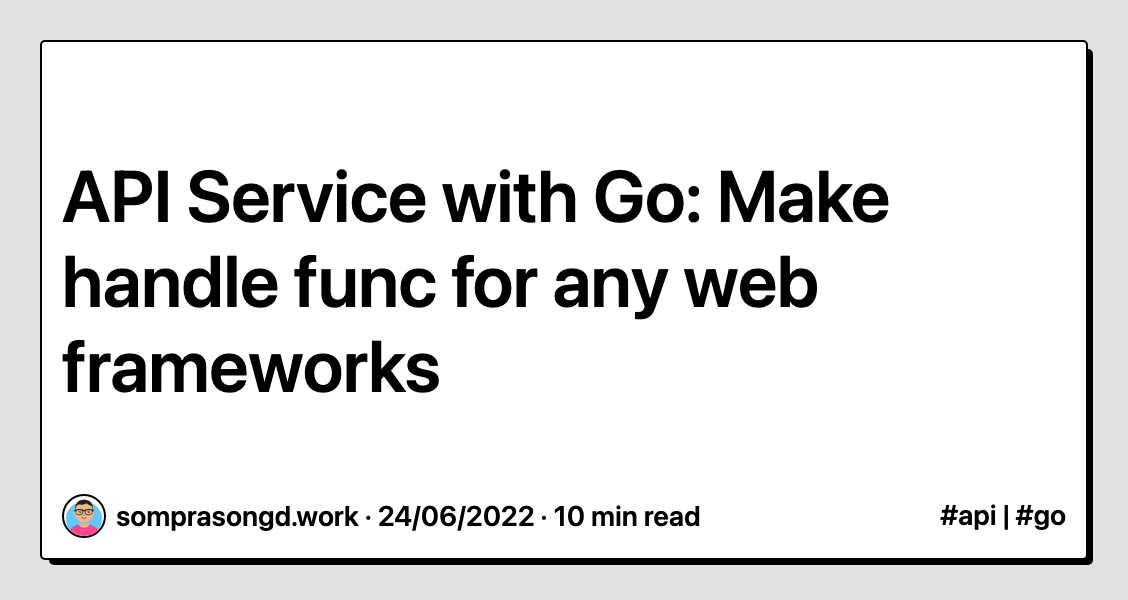 API Service with Go: Make
handle func for any web
frameworks
somprasongd.work · 24/06/2022 · 10 min read
#api | #go